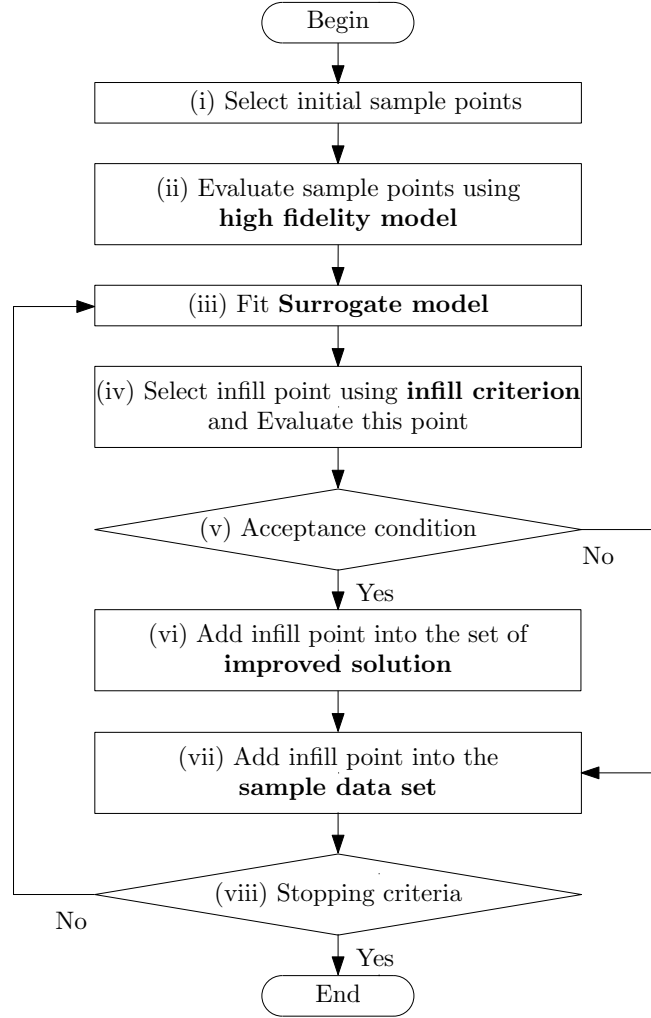 Begin
(i) Select initial sample points
(ii) Evaluate sample points using
high fidelity model
(iii) Fit Surrogate model
(iv) Select infill point using infill criterion
and Evaluate this point
(v) Acceptance condition
No
Yes
(vi) Add infill point into the set of
improved solution
(vii) Add infill point into the
sample data set
(viii) Stopping criteria
No
Yes
End